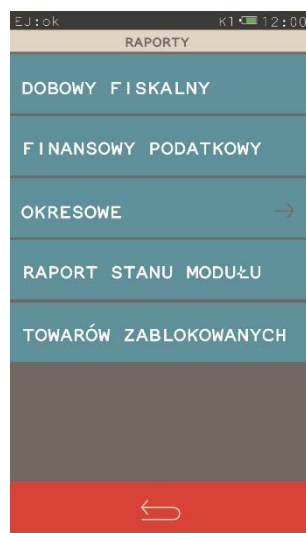 EJ:ok K1 12:00
RAPORTY
DOBOWY FISKALNY
FINANSOWY PODATKOWY
OKRESOWE
RAPORT STANU MODUŁU
TOWARÓW ZABLOKOWANYCH